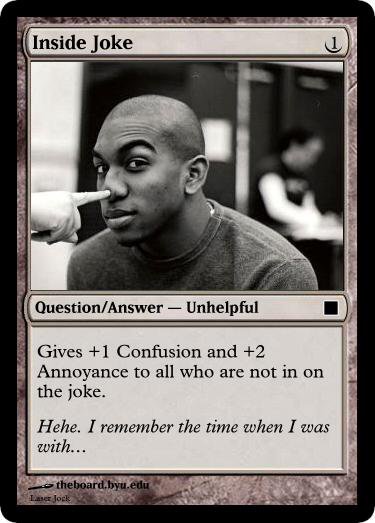 Inside Joke 1
Question/Answer — Unhelpful
Gives +1 Confusion and +2
Annoyance to all who are not in on
the joke.
Hehe. I remember the time when I was
with…
theboard.byu.edu
Laser Jock